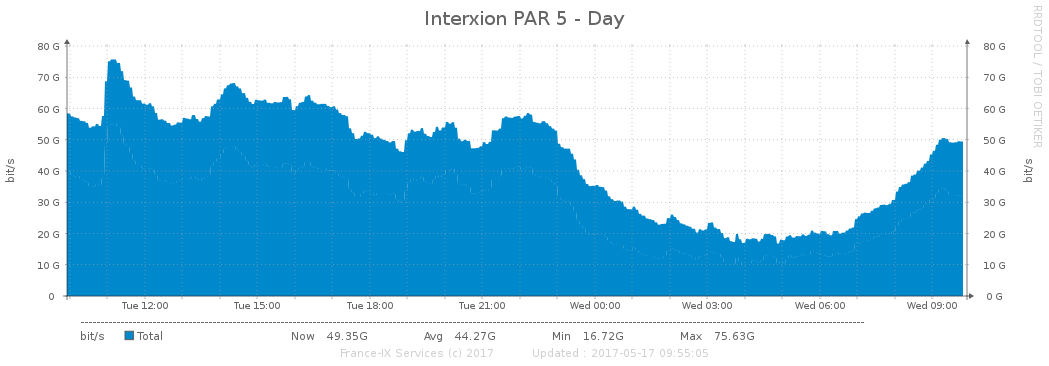 Interxion PAR 5 - Day
RRDTOOL / TOBI OETIKER
80 G 80 G
70 G 70 G
60 G 60 G
50 G 50 G
40 G 40 G
30 G 30 G
20 G 20 G
10 G 10 G
0 0 G
bit/s bit/s
Tue 12:00 Tue 15:00 Tue 18:00 Tue 21:00 Wed 00:00 Wed 03:00 Wed 06:00 Wed 09:00
bit/s Total Now 49.35G Avg 44.27G Min 16.72G Max 75.63G
France-IX Services (c) 2017 Updated : 2017-05-17 09:55:05